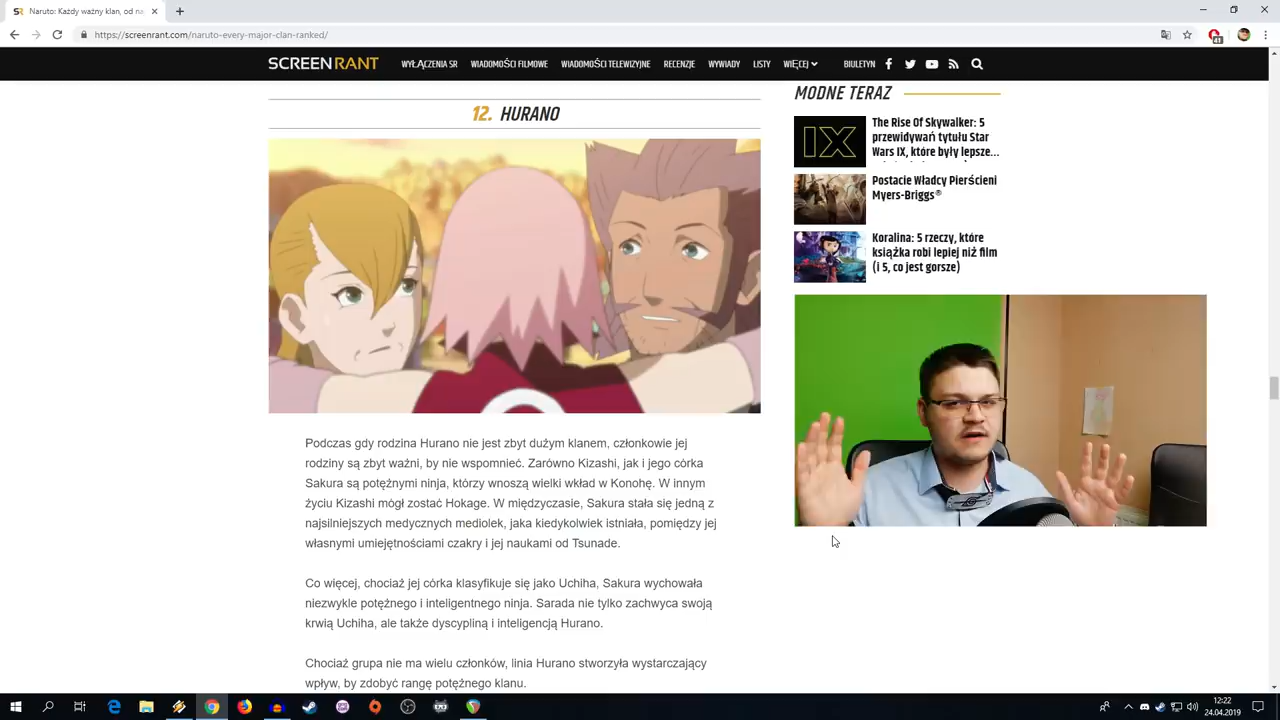 Naruto: Każdy ważny klan, od na
https://screenrant.com/naruto-every-major-clan-ranked/
41
SCREENRANT
WYŁĄCZENIA SR
WIADOMOŚCI FILMOWE
WIADOMOŚCI TELEWIZYJNE
RECENZJE
WYWIADY
LISTY
WIĘCEJ
BIULETYN
12. HURANO
MODNE TERAZ
The Rise Of Skywalker: 5
przewidywań tytułu Star
Wars IX, które były lepsze...
Postacie Władcy Pierścieni
Myers-Briggs®
Koralina: 5 rzeczy, które
książka robi lepiej niż film
(i 5, co jest gorsze)
IX
Podczas gdy rodzina Hurano nie jest zbyt dużym klanem, członkowie jej
rodziny są zbyt ważni, by nie wspomnieć. Zarówno Kizashi, jak i jego córka
Sakura są potężnymi ninja, którzy wnoszą wielki wkład w Konohę. W innym
życiu Kizashi mógł zostać Hokage. W międzyczasie, Sakura stała się jedną z
najsilniejszych medycznych mediolek, jaka kiedykolwiek istniała, pomiędzy jej
własnymi umiejętnościami czakry i jej naukami od Tsunade.
Co więcej, chociaż jej córka klasyfikuje się jako Uchiha, Sakura wychowała
niezwykle potężnego i inteligentnego ninja. Sarada nie tylko zachwyca swoją
krwią Uchiha, ale także dyscypliną i inteligencją Hurano.
Chociaż grupa nie ma wielu członków, linia Hurano stworzyła wystarczający
wpływ, by zdobyć rangę potężnego klanu.
12:22
24.04.2019